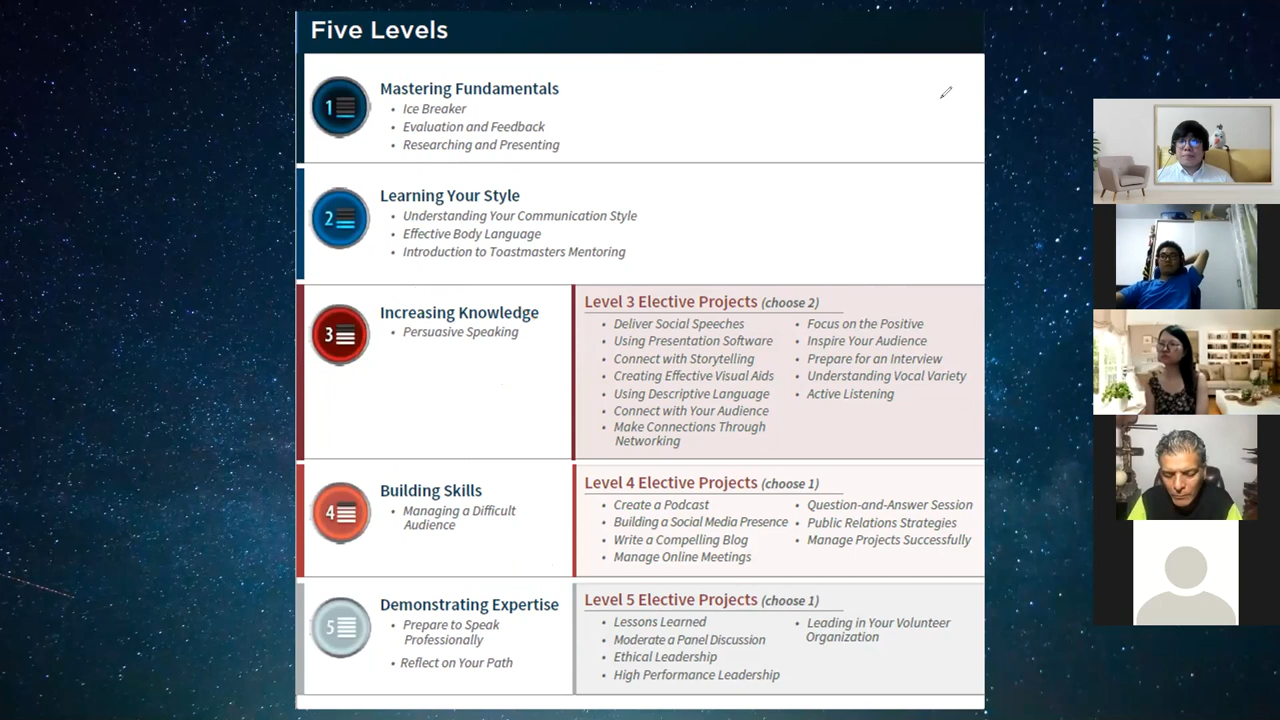 Five Levels
1
Mastering Fundamentals
• Ice Breaker
• Evaluation and Feedback
• Researching and Presenting
2
Learning Your Style
• Understanding Your Communication Style
• Effective Body Language
• Introduction to Toastmasters Mentoring
3
Increasing Knowledge
• Persuasive Speaking
Level 3 Elective Projects (choose 2)
• Deliver Social Speeches
• Using Presentation Software
• Connect with Storytelling
• Creating Effective Visual Aids
• Using Descriptive Language
• Connect with Your Audience
• Make Connections Through
Networking
• Focus on the Positive
• Inspire Your Audience
• Prepare for an Interview
• Understanding Vocal Variety
• Active Listening
4
Building Skills
• Managing a Difficult
Audience
Level 4 Elective Projects (choose 1)
• Create a Podcast
• Building a Social Media Presence
• Write a Compelling Blog
• Manage Online Meetings
• Question-and-Answer Session
• Public Relations Strategies
• Manage Projects Successfully
5
Demonstrating Expertise
• Prepare to Speak
Professionally
• Reflect on Your Path
Level 5 Elective Projects (choose 1)
• Lessons Learned
• Moderate a Panel Discussion
• Ethical Leadership
• High Performance Leadership
• Leading in Your Volunteer
Organization